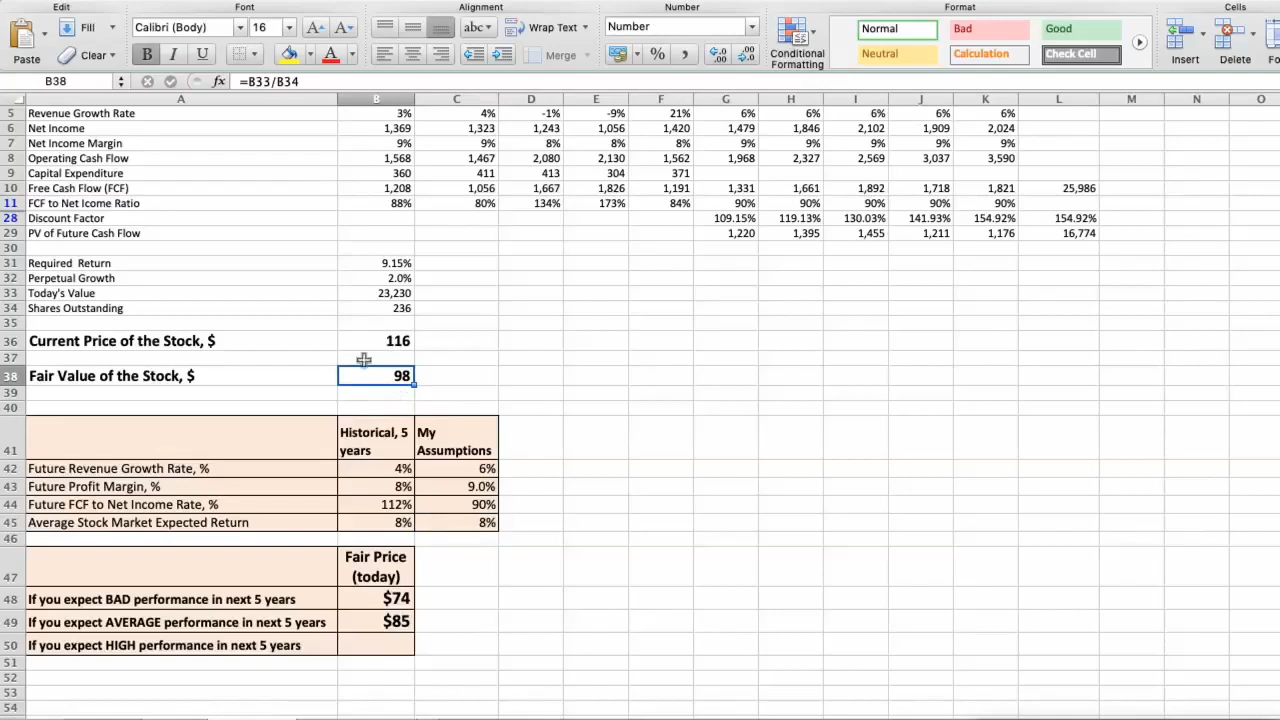 Edit Font Alignment Number Format Cells
Fill Calibri (Body) 16 A A abc Wrap Text Number Normal Bad Good
Paste Clear B I U A Merge % , .0 .00 Conditional Formatting Neutral Calculation Check Cell Insert Delete
B38 fx =B33/B34
A B C D E F G H I J K L M N O
5 Revenue Growth Rate 3% 4% -1% -9% 21% 6% 6% 6% 6% 6%
6 Net Income 1,369 1,323 1,243 1,056 1,420 1,479 1,846 2,102 1,909 2,024
7 Net Income Margin 9% 9% 8% 8% 8% 9% 9% 9% 9% 9%
8 Operating Cash Flow 1,568 1,467 2,080 2,130 1,562 1,968 2,327 2,569 3,037 3,590
9 Capital Expenditure 360 411 413 304 371
10 Free Cash Flow (FCF) 1,208 1,056 1,667 1,826 1,191 1,331 1,661 1,892 1,718 1,821 25,986
11 FCF to Net Icome Ratio 88% 80% 134% 173% 84% 90% 90% 90% 90% 90%
28 Discount Factor 109.15% 119.13% 130.03% 141.93% 154.92% 154.92%
29 PV of Future Cash Flow 1,220 1,395 1,455 1,211 1,176 16,774
30
31 Required Return 9.15%
32 Perpetual Growth 2.0%
33 Today's Value 23,230
34 Shares Outstanding 236
35
36 Current Price of the Stock, $ 116
37
38 Fair Value of the Stock, $ 98
39
40
41 Historical, 5 years My Assumptions
42 Future Revenue Growth Rate, % 4% 6%
43 Future Profit Margin, % 8% 9.0%
44 Future FCF to Net Income Rate, % 112% 90%
45 Average Stock Market Expected Return 8% 8%
46
47 Fair Price (today)
48 If you expect BAD performance in next 5 years $74
49 If you expect AVERAGE performance in next 5 years $85
50 If you expect HIGH performance in next 5 years
51
52
53
54